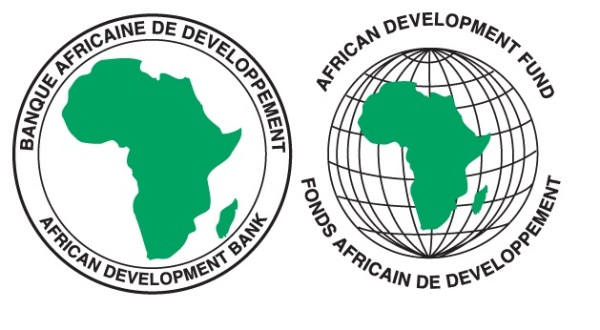 BANQUE AFRICAINE DE DEVELOPPEMENT
AFRICAN DEVELOPMENT BANK
AFRICAN DEVELOPMENT FUND
FONDS AFRICAIN DE DEVELOPPEMENT